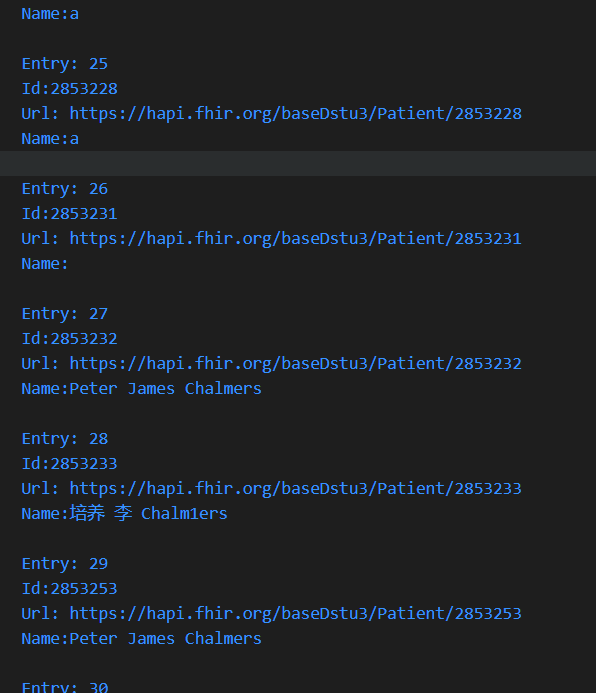 Name:a
Entry: 25
Id:2853228
Url: https://hapi.fhir.org/baseDstu3/Patient/2853228
Name:a
Entry: 26
Id:2853231
Url: https://hapi.fhir.org/baseDstu3/Patient/2853231
Name:
Entry: 27
Id:2853232
Url: https://hapi.fhir.org/baseDstu3/Patient/2853232
Name:Peter James Chalmers
Entry: 28
Id:2853233
Url: https://hapi.fhir.org/baseDstu3/Patient/2853233
Name:培养 李 Chalm1ers
Entry: 29
Id:2853253
Url: https://hapi.fhir.org/baseDstu3/Patient/2853253
Name:Peter James Chalmers
Entry: 30